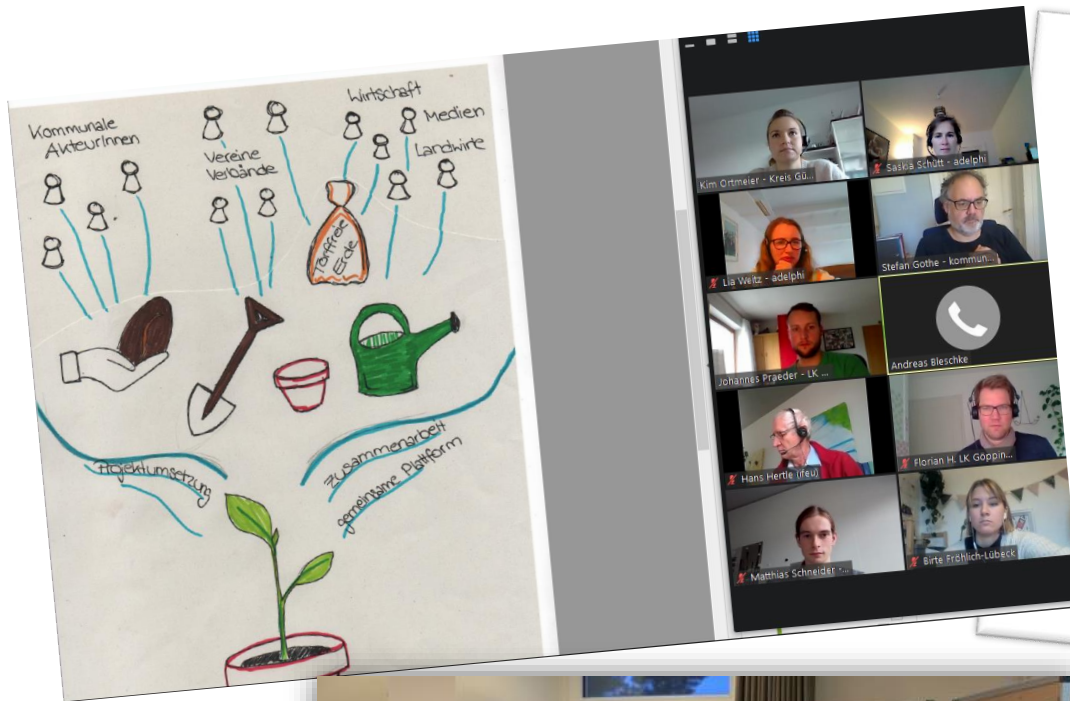 Kommunale
AkteurInnen
Vereine
Verbände
Wirtschaft
Medien
Landwirte
Torffreie
Erde
Projektumsetzung
Zusammenarbeit
gemeinsame Plattform
Kim Ortmeier - Kreis Gü...
Saskia Schütt - adelphi
Lia Weitz - adelphi
Stefan Gothe - kommun...
Johannes Praeder - LK ...
Andreas Bleschke
Hans Hertle (ifeu)
Florian H. LK Göppin...
Matthias Schneider -...
Birte Fröhlich-Lübeck